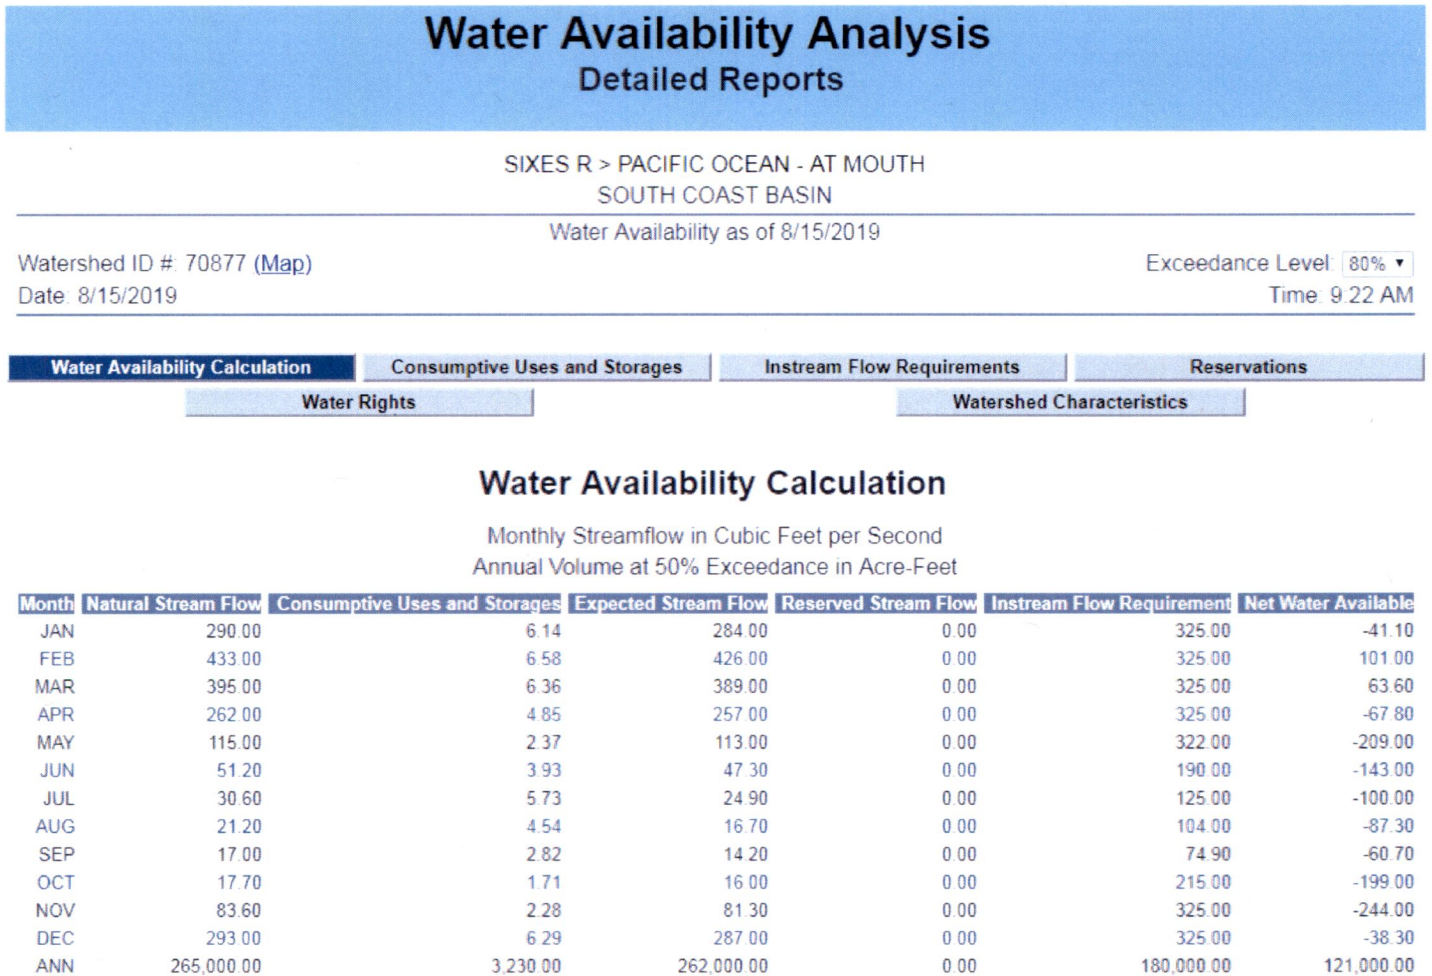 Water Availability Analysis
Detailed Reports
SIXES R > PACIFIC OCEAN - AT MOUTH
SOUTH COAST BASIN
Water Availability as of 8/15/2019
Watershed ID #: 70877 (Map) Exceedance Level: 80%
Date: 8/15/2019 Time: 9:22 AM
Water Availability Calculation Consumptive Uses and Storages Instream Flow Requirements Reservations
Water Rights Watershed Characteristics
Water Availability Calculation
Monthly Streamflow in Cubic Feet per Second
Annual Volume at 50% Exceedance in Acre-Feet
Month Natural Stream Flow Consumptive Uses and Storages Expected Stream Flow Reserved Stream Flow Instream Flow Requirement Net Water Available
JAN 290.00 6.14 284.00 0.00 325.00 -41.10
FEB 433.00 6.58 426.00 0.00 325.00 101.00
MAR 395.00 6.36 389.00 0.00 325.00 63.60
APR 262.00 4.85 257.00 0.00 325.00 -67.80
MAY 115.00 2.37 113.00 0.00 322.00 -209.00
JUN 51.20 3.93 47.30 0.00 190.00 -143.00
JUL 30.60 5.73 24.90 0.00 125.00 -100.00
AUG 21.20 4.54 16.70 0.00 104.00 -87.30
SEP 17.00 2.82 14.20 0.00 74.90 -60.70
OCT 17.70 1.71 16.00 0.00 215.00 -199.00
NOV 83.60 2.28 81.30 0.00 325.00 -244.00
DEC 293.00 6.29 287.00 0.00 325.00 -38.30
ANN 265,000.00 3,230.00 262,000.00 0.00 180,000.00 121,000.00